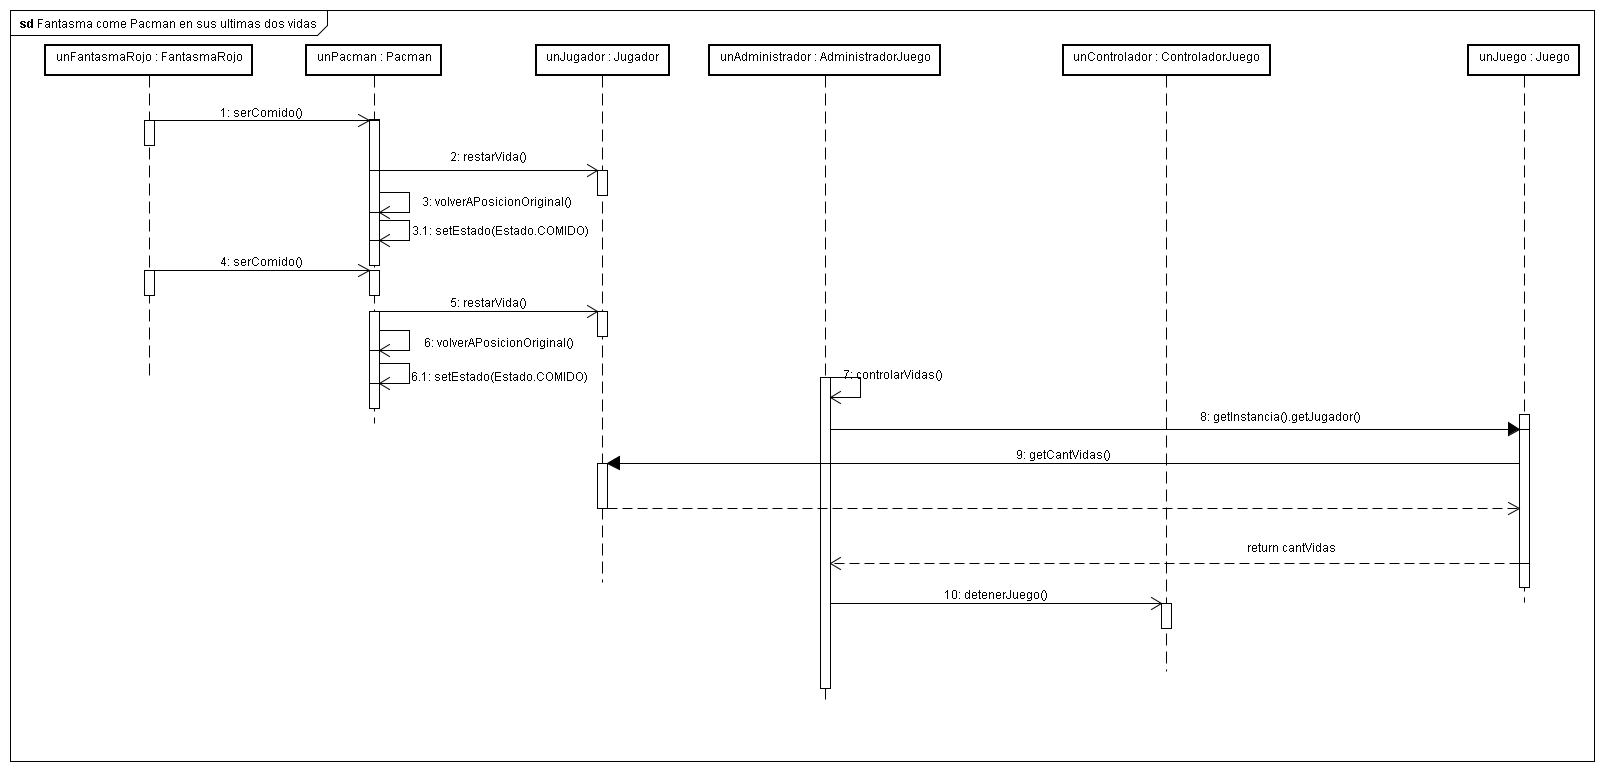 sd Fantasma come Pacman en sus ultimas dos vidas
unFantasmaRojo : FantasmaRojo
unPacman : Pacman
unJugador : Jugador
unAdministrador : AdministradorJuego
unControlador : ControladorJuego
unJuego : Juego
1: serComido()
2: restarVida()
3: volverAPosicionOriginal()
3.1: setEstado(Estado.COMIDO)
4: serComido()
5: restarVida()
6: volverAPosicionOriginal()
6.1: setEstado(Estado.COMIDO)
7: controlarVidas()
8: getInstancia().getJugador()
9: getCantVidas()
return cantVidas
10: detenerJuego()